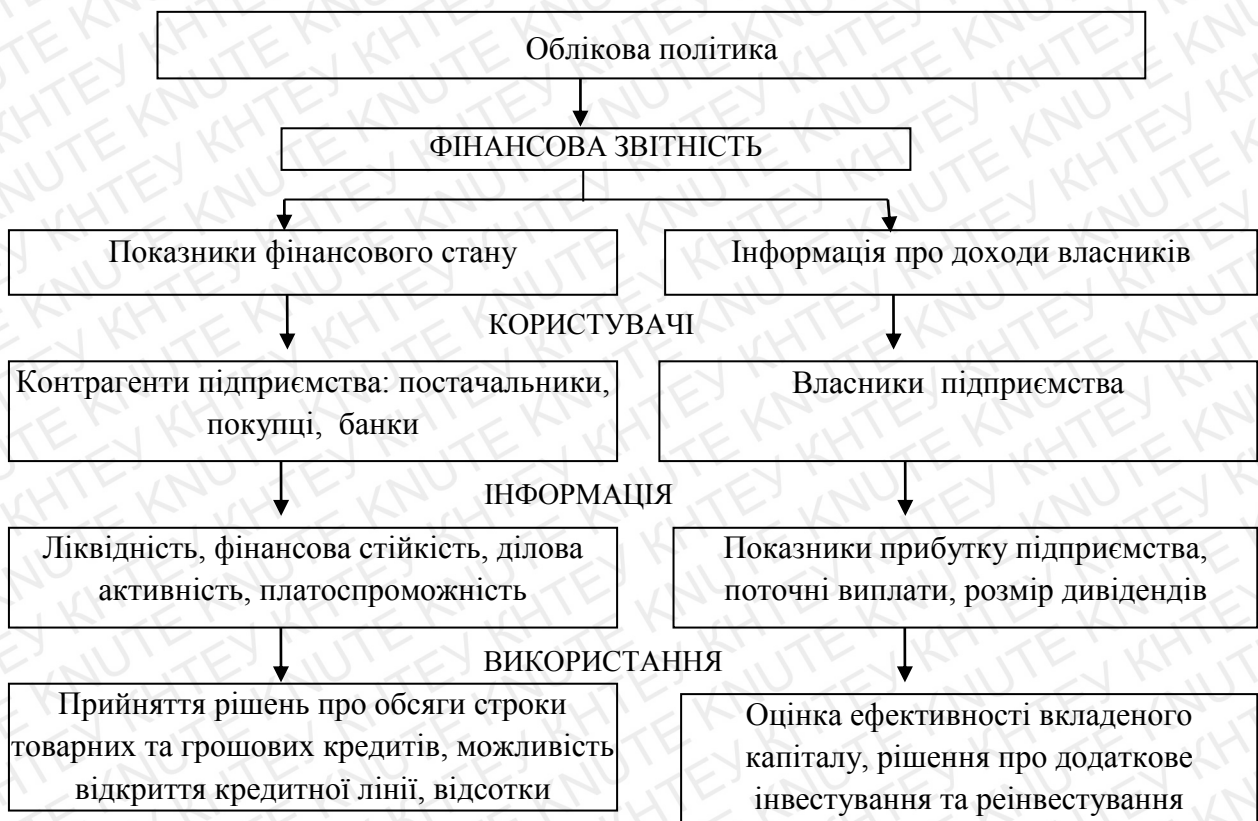 Облікова політика
ФІНАНСОВА ЗВІТНІСТЬ
Показники фінансового стану
Інформація про доходи власників
КОРИСТУВАЧІ
Контрагенти підприємства: постачальники,
покупці, банки
Власники підприємства
ІНФОРМАЦІЯ
Ліквідність, фінансова стійкість, ділова
активність, платоспроможність
Показники прибутку підприємства,
поточні виплати, розмір дивідендів
ВИКОРИСТАННЯ
Прийняття рішень про обсяги строки
товарних та грошових кредитів, можливість
відкриття кредитної лінії, відсотки
Оцінка ефективності вкладеного
капіталу, рішення про додаткове
інвестування та реінвестування
KNUTE КНТЕУ